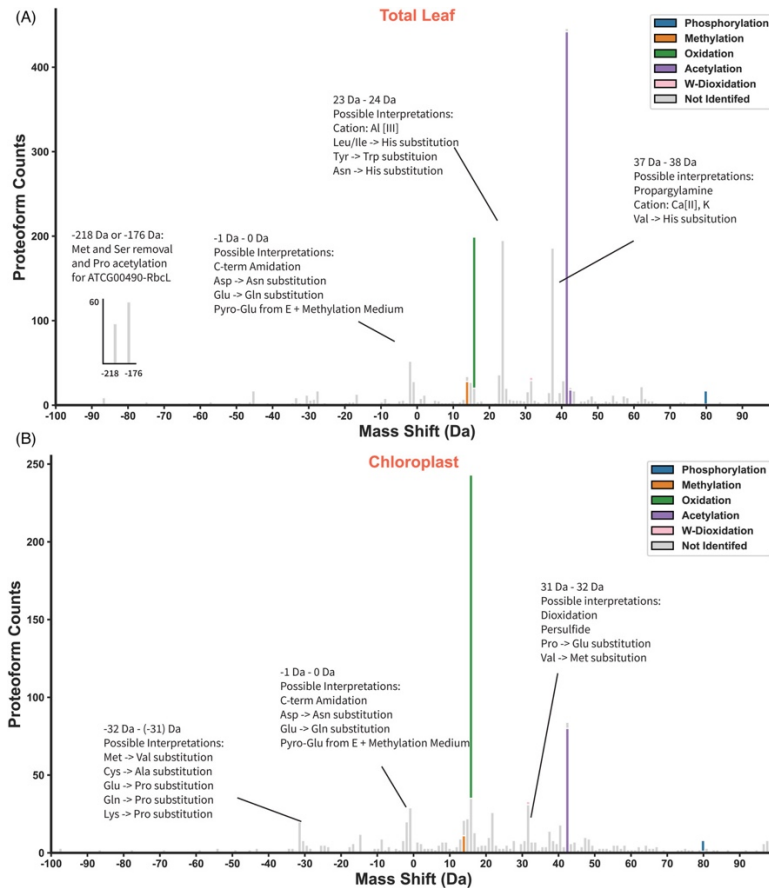 (A)
Total Leaf
Phosphorylation
Methylation
Oxidation
Acetylation
W-Dioxidation
Not Identifed
Proteoform Counts
400
300
200
100
0
23 Da - 24 Da
Possible Interpretations:
Cation: Al [III]
Leu/Ile -> His substitution
Tyr -> Trp substituion
Asn -> His substitution
37 Da - 38 Da
Possible interpretations:
Propargylamine
Cation: Ca[II], K
Val -> His subsitution
-218 Da or -176 Da:
Met and Ser removal
and Pro acetylation
for ATCG00490-RbcL
60
-218 -176
-1 Da - 0 Da
Possible Interpretations:
C-term Amidation
Asp -> Asn substitution
Glu -> Gln substitution
Pyro-Glu from E + Methylation Medium
-100 -90 -80 -70 -60 -50 -40 -30 -20 -10 0 10 20 30 40 50 60 70 80 90
Mass Shift (Da)
(B)
Chloroplast
Phosphorylation
Methylation
Oxidation
Acetylation
W-Dioxidation
Not Identifed
Proteoform Counts
250
200
150
100
50
0
31 Da - 32 Da
Possible interpretations:
Dioxidation
Persulfide
Pro -> Glu substitution
Val -> Met subsitution
-1 Da - 0 Da
Possible Interpretations:
C-term Amidation
Asp -> Asn substitution
Glu -> Gln substitution
Pyro-Glu from E + Methylation Medium
-32 Da - (-31) Da
Possible Interpretations:
Met -> Val substitution
Cys -> Ala substitution
Glu -> Pro substitution
Gln -> Pro substitution
Lys -> Pro substitution
-100 -90 -80 -70 -60 -50 -40 -30 -20 -10 0 10 20 30 40 50 60 70 80 90
Mass Shift (Da)